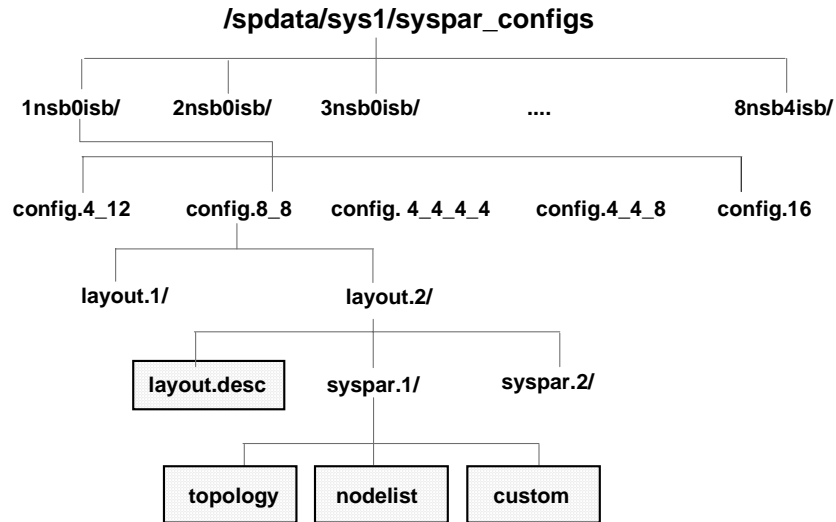 /spdata/sys1/syspar_configs
1nsb0isb/ 2nsb0isb/ 3nsb0isb/ .... 8nsb4isb/
config.4_12 config.8_8 config. 4_4_4_4 config.4_4_8 config.16
layout.1/ layout.2/
layout.desc syspar.1/ syspar.2/
topology nodelist custom